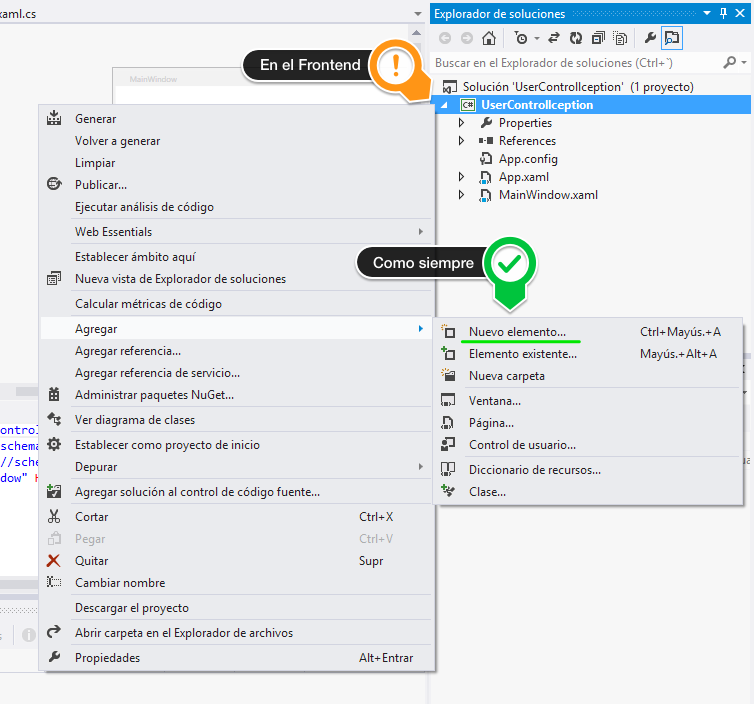 xaml.cs
Explorador de soluciones
En el Frontend
Buscar en el Explorador de soluciones (Ctrl+`)
MainWindow
Solución 'UserControllception' (1 proyecto)
UserControllception
Properties
References
App.config
App.xaml
MainWindow.xaml
Generar
Volver a generar
Limpiar
Publicar...
Ejecutar análisis de código
Web Essentials
Establecer ámbito aquí
Nueva vista de Explorador de soluciones
Calcular métricas de código
Agregar
Agregar referencia...
Agregar referencia de servicio...
Administrar paquetes NuGet...
Ver diagrama de clases
Establecer como proyecto de inicio
Depurar
Agregar solución al control de código fuente...
Cortar Ctrl+X
Pegar Ctrl+V
Quitar Supr
Cambiar nombre
Descargar el proyecto
Abrir carpeta en el Explorador de archivos
Propiedades Alt+Entrar
Como siempre
Nuevo elemento... Ctrl+Mayús.+A
Elemento existente... Mayús.+Alt+A
Nueva carpeta
Ventana...
Página...
Control de usuario...
Diccionario de recursos...
Clase...
ontrol
schema
//sche
dow" H